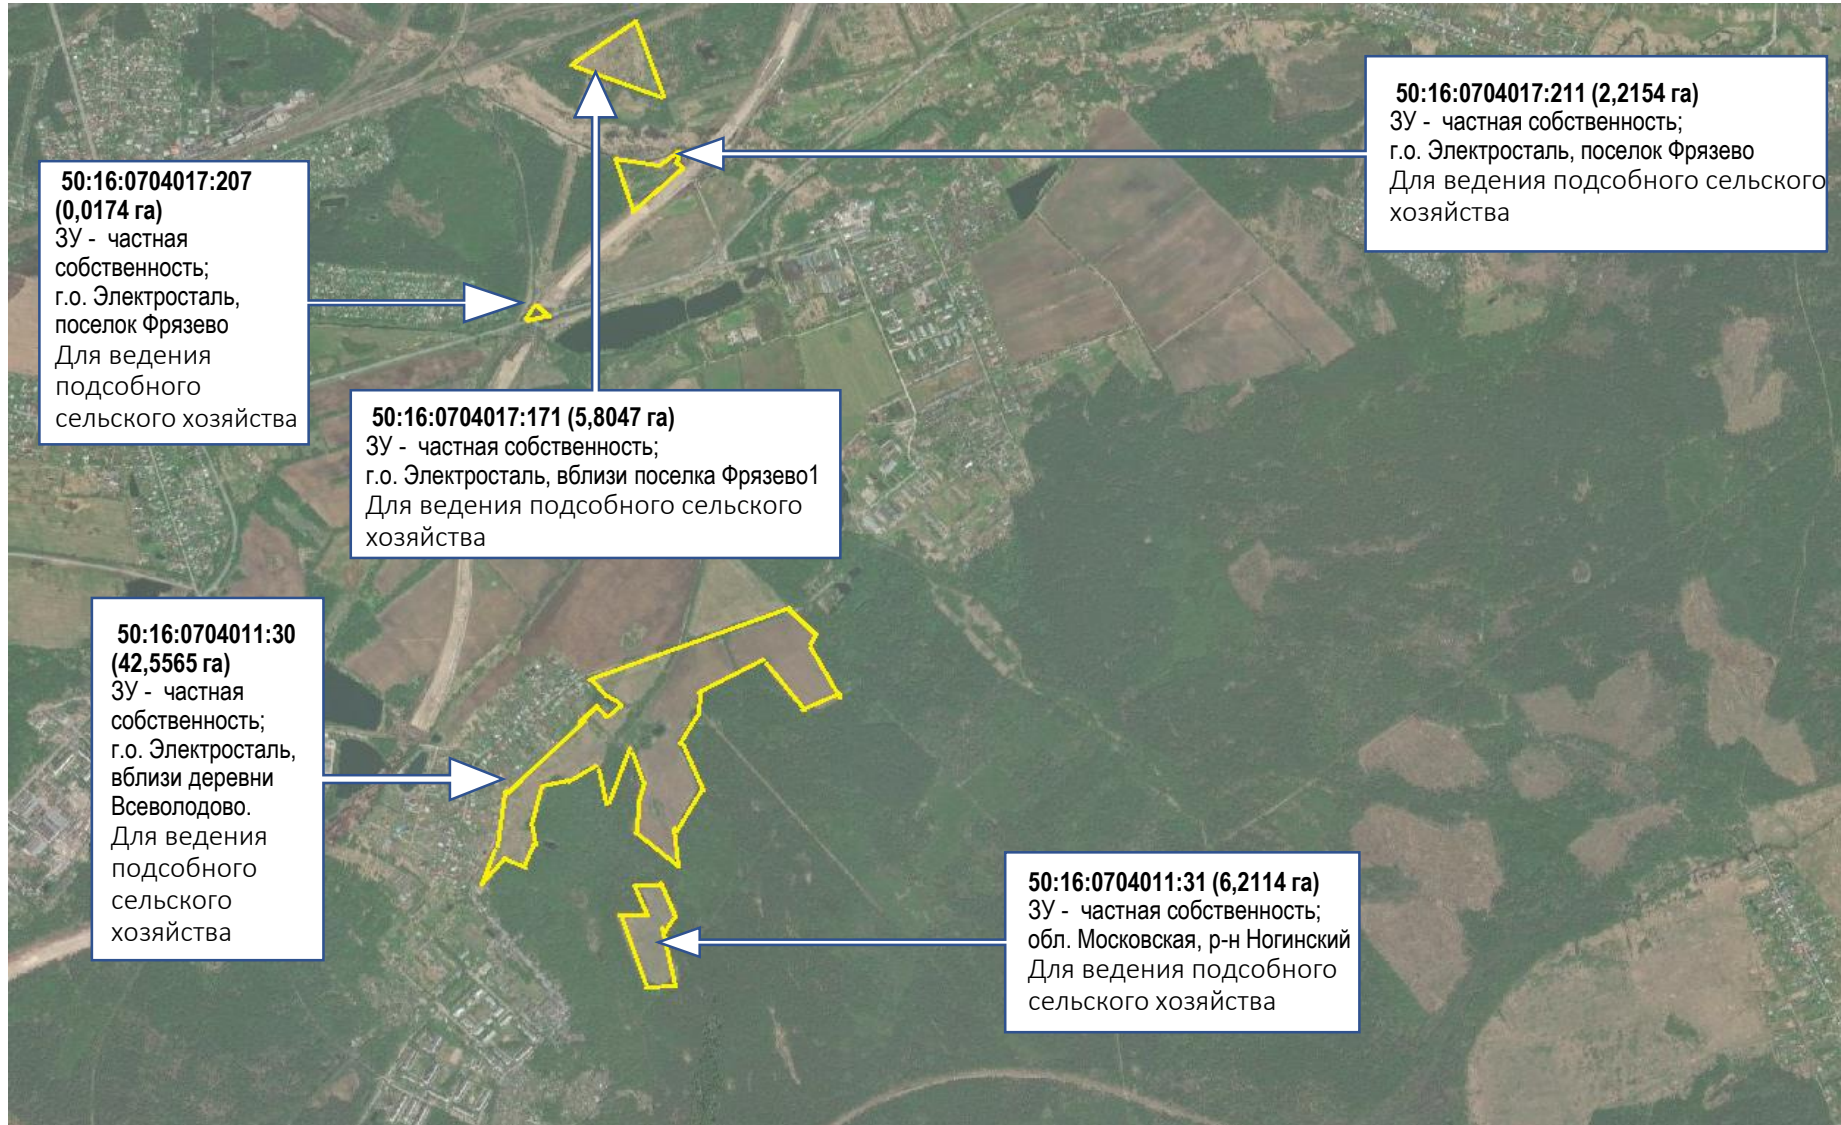 50:16:0704017:211 (2,2154 га)
ЗУ - частная собственность;
г.о. Электросталь, поселок Фрязево
Для ведения подсобного сельского
хозяйства
50:16:0704017:207
(0,0174 га)
ЗУ - частная
собственность;
г.о. Электросталь,
поселок Фрязево
Для ведения
подсобного
сельского хозяйства
50:16:0704017:171 (5,8047 га)
ЗУ - частная собственность;
г.о. Электросталь, вблизи поселка Фрязево1
Для ведения подсобного сельского
хозяйства
50:16:0704011:30
(42,5565 га)
ЗУ - частная
собственность;
г.о. Электросталь,
вблизи деревни
Всеволодово.
Для ведения
подсобного
сельского
хозяйства
50:16:0704011:31 (6,2114 га)
ЗУ - частная собственность;
обл. Московская, р-н Ногинский
Для ведения подсобного
сельского хозяйства